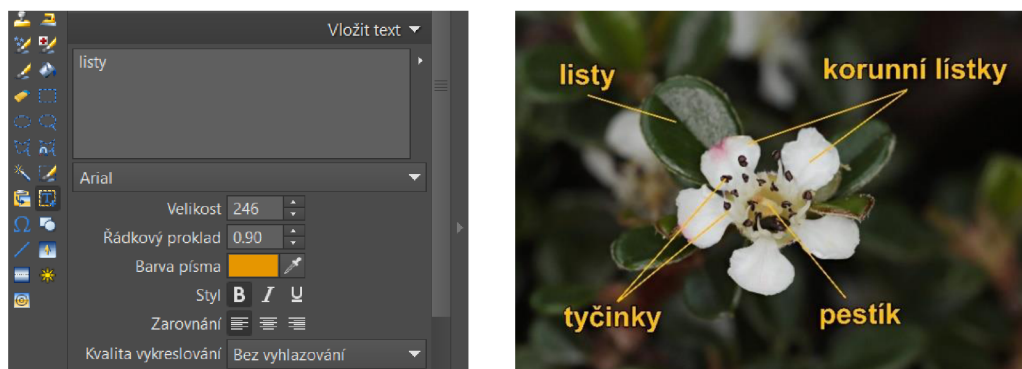 Vložit text
listy
Arial
Velikost 246
Řádkový proklad 0.90
Barva písma
Styl B I U
Zarovnání
Kvalita vykreslování Bez vyhlazování
listy
korunní lístky
tyčinky
pestík